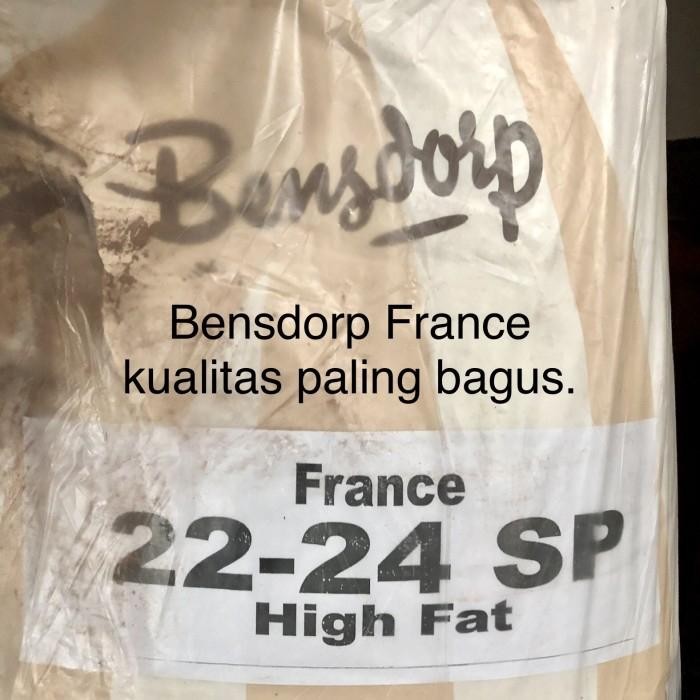 Bensdorp
Bensdorp France
kualitas paling bagus.
France
22-24 SP
High Fat